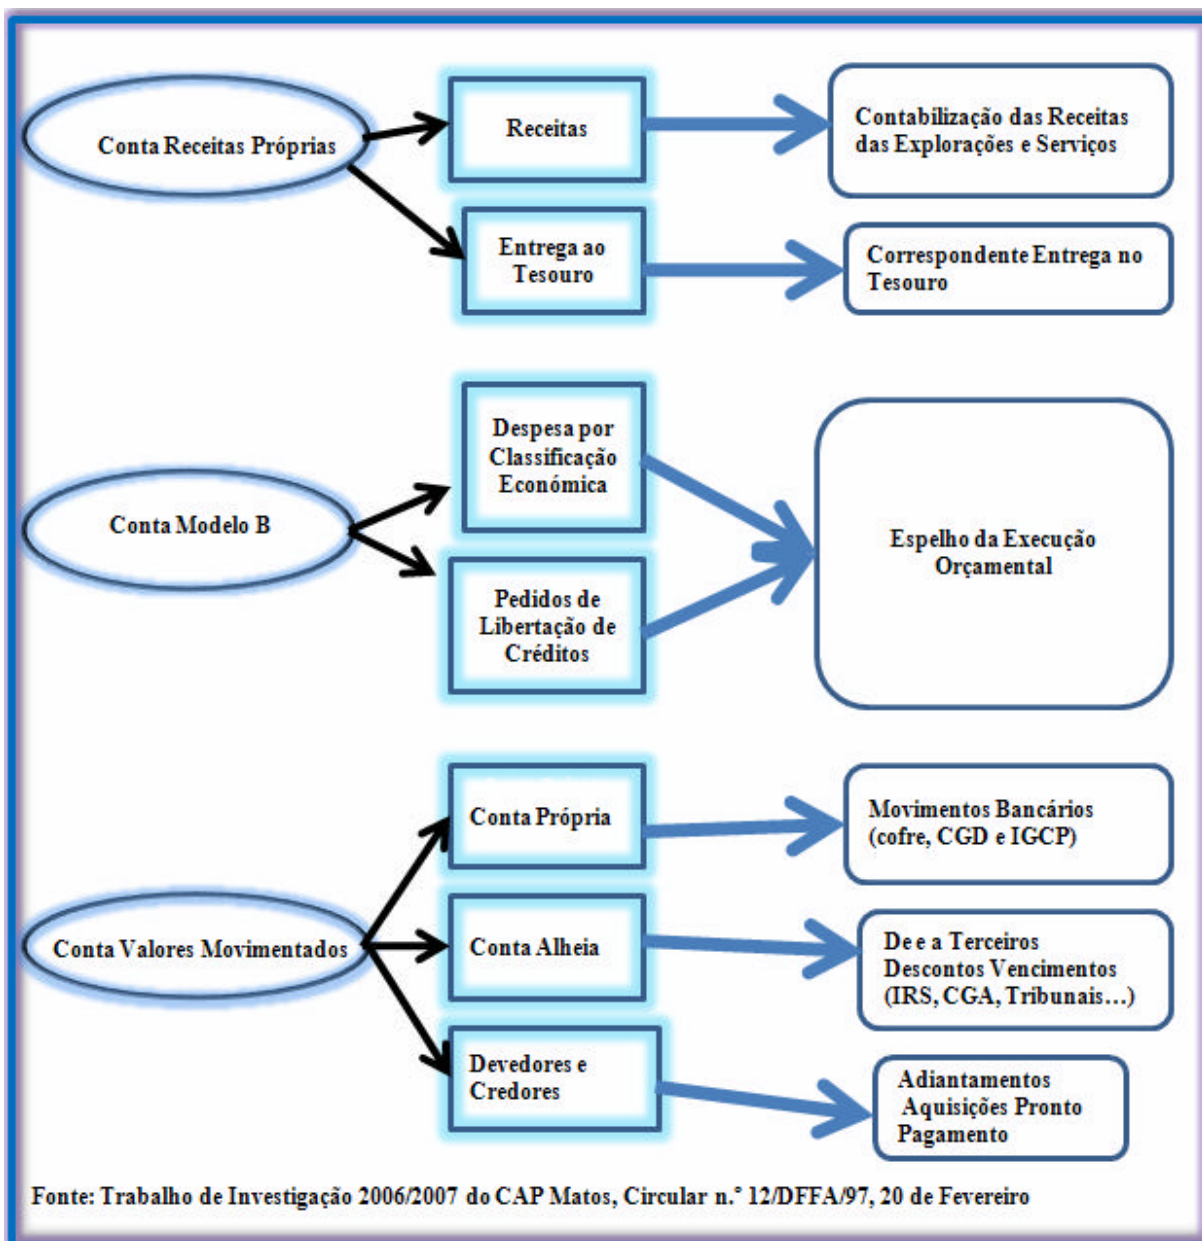 Conta Receitas Próprias
Receitas
Contabilização das Receitas
das Explorações e Serviços
Entrega ao
Tesouro
Correspondente Entrega no
Tesouro
Conta Modelo B
Despesa por
Classificação
Económica
Pedidos de
Libertação de
Créditos
Espelho da Execução
Orçamental
Conta Valores Movimentados
Conta Própria
Movimentos Bancários
(cofre, CGD e IGCP)
Conta Alheia
De e a Terceiros
Descontos Vencimentos
(IRS, CGA, Tribunais…)
Devedores e
Credores
Adiantamentos
Aquisições Pronto
Pagamento
Fonte: Trabalho de Investigação 2006/2007 do CAP Matos, Circular n.º 12/DFFA/97, 20 de Fevereiro